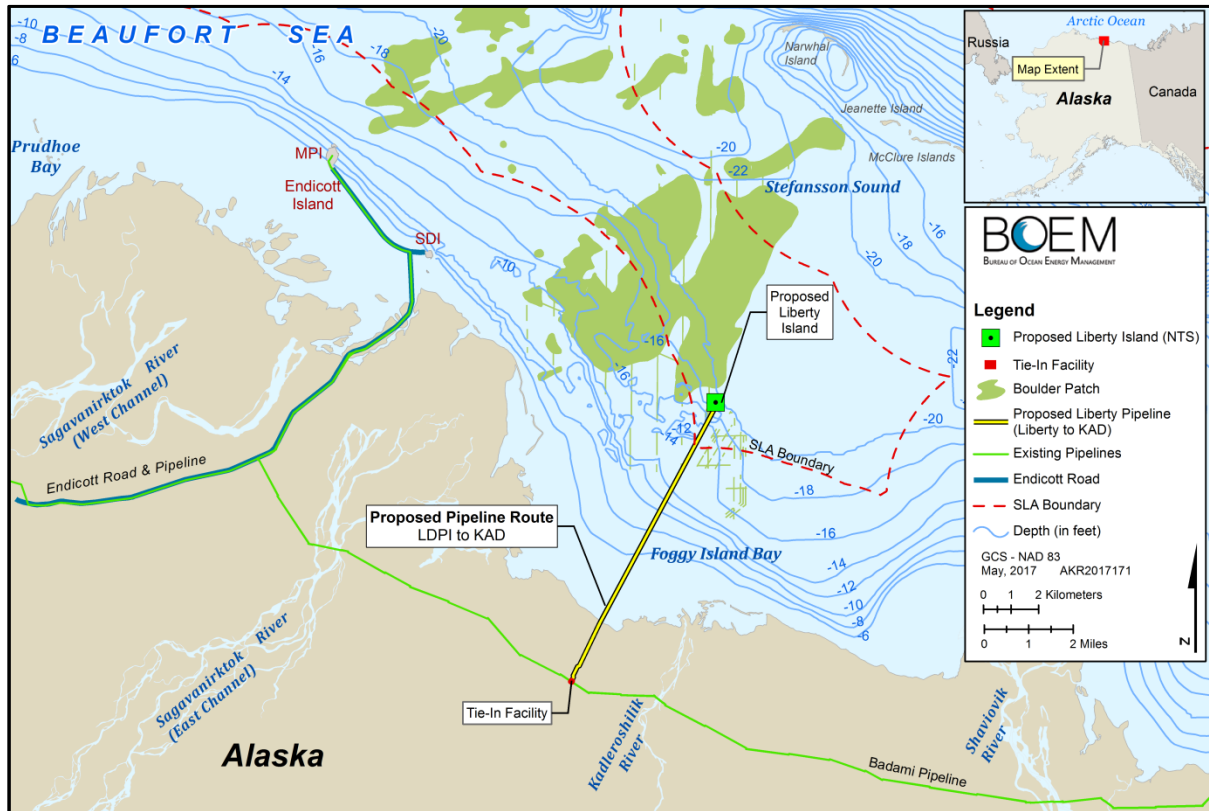 BEAUFORT SEA
-10
-8
6
-14
-16
-18
-20
Narwhal
Island
Jeanette Island
McClure Islands
Prudhoe
Bay
MPI
Endicott
Island
SDI
-20
-22
Stefansson Sound
-16
-18
-20
-10
Proposed
Liberty
Island
-16
-16
-22
-20
-12
-14
SLA Boundary
-18
Sagavanirktok River
(West Channel)
Endicott Road & Pipeline
Proposed Pipeline Route
LDPI to KAD
Foggy Island Bay
-16
-14
-12
-10
-8
-6
Sagavanirktok River
(East Channel)
Tie-In Facility
Kadleroshilik
River
Shaviovik
River
Alaska
Badami Pipeline
Arctic Ocean
Russia
Map Extent
Alaska
Canada
BOEM
BUREAU OF OCEAN ENERGY MANAGEMENT
Legend
Proposed Liberty Island (NTS)
Tie-In Facility
Boulder Patch
Proposed Liberty Pipeline
(Liberty to KAD)
Existing Pipelines
Endicott Road
SLA Boundary
Depth (in feet)
GCS - NAD 83
May, 2017 AKR2017171
0 1 2 Kilometers
0 1 2 Miles
N